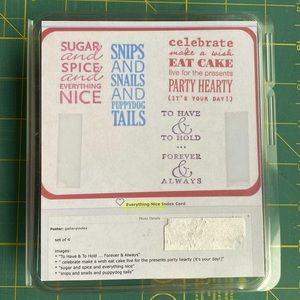 SUGAR
and
SPICE
and
EVERYTHING
NICE
SNIPS
AND
SNAILS
AND
PUPPYDOG
TAILS
celebrate
make a wish
EAT CAKE
live for the presents
PARTY HEARTY
(IT'S YOUR DAY!)
TO HAVE
&
TO HOLD
...
FOREVER
&
ALWAYS
Everything Nice Index Card
Photo Details
Poster: galleryindex
set of 4
images:
* "To Have & To Hold ... Forever & Always"
* " celebrate make a wish eat cake live for the presents party hearty (it's your day!)"
* "sugar and spice and everything nice"
* "snips and snails and puppydog tails"